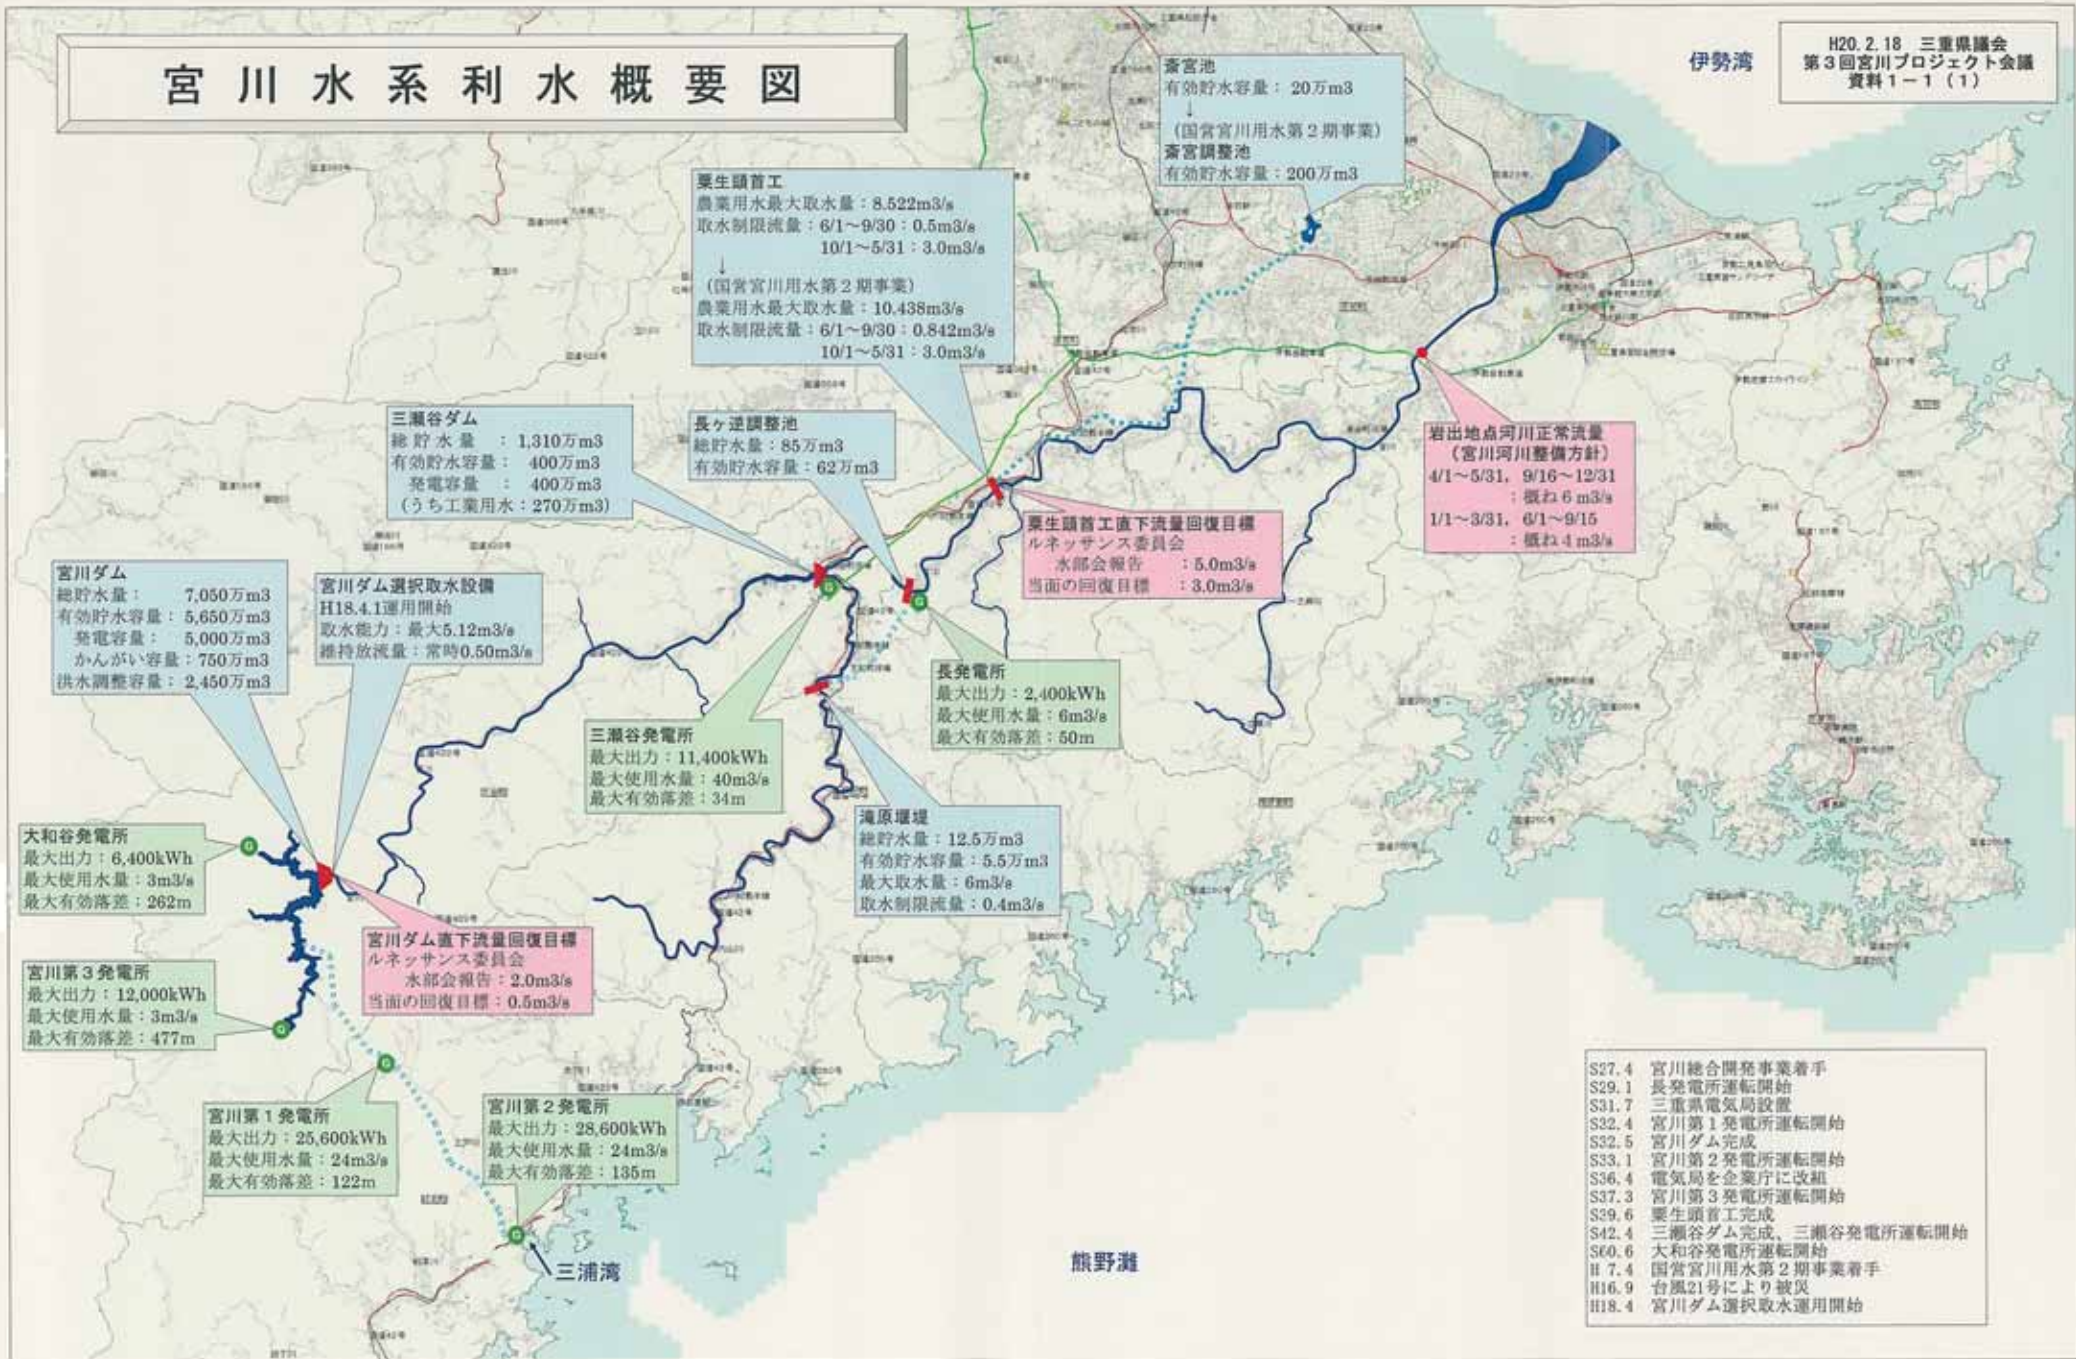 宮川水系利水概要図
伊勢湾
H20.2.18 三重県議会
第3回宮川プロジェクト会議
資料1-1 (1)
斎宮池
有効貯水容量: 20万m3
↓
(国営宮川用水第2期事業)
斎宮調整池
有効貯水容量:200万m3
粟生頭首工
農業用水最大取水量:8.522m3/s
取水制限流量:6/1~9/30:0.5m3/s
10/1~5/31:3.0m3/s
↓
(国営宮川用水第2期事業)
農業用水最大取水量:10.438m3/s
取水制限流量:6/1~9/30:0.842m3/s
10/1~5/31:3.0m3/s
三瀬谷ダム
総貯水量 : 1,310万m3
有効貯水容量: 400万m3
発電容量 : 400万m3
(うち工業用水:270万m3)
長ヶ逆調整池
総貯水量:85万m3
有効貯水容量:62万m3
岩出地点河川正常流量
(宮川河川整備方針)
4/1~5/31, 9/16~12/31
:概ね6m3/s
1/1~3/31, 6/1~9/15
:概ね4m3/s
粟生頭首工直下流量回復目標
ルネッサンス委員会
水部会報告 :5.0m3/s
当面の回復目標 :3.0m3/s
宮川ダム
総貯水量: 7,050万m3
有効貯水容量: 5,650万m3
発電容量: 5,000万m3
かんがい容量:750万m3
洪水調整容量:2,450万m3
宮川ダム選択取水設備
H18.4.1運用開始
取水能力:最大5.12m3/s
維持放流量:常時0.50m3/s
長発電所
最大出力:2,400kWh
最大使用水量:6m3/s
最大有効落差:50m
三瀬谷発電所
最大出力:11,400kWh
最大使用水量:40m3/s
最大有効落差:34m
滝原堰堤
総貯水量:12.5万m3
有効貯水容量:5.5万m3
最大取水量:6m3/s
取水制限流量:0.4m3/s
大和谷発電所
最大出力:6,400kWh
最大使用水量:3m3/s
最大有効落差:262m
宮川ダム直下流量回復目標
ルネッサンス委員会
水部会報告:2.0m3/s
当面の回復目標:0.5m3/s
宮川第3発電所
最大出力:12,000kWh
最大使用水量:3m3/s
最大有効落差:477m
宮川第1発電所
最大出力:25,600kWh
最大使用水量:24m3/s
最大有効落差:122m
宮川第2発電所
最大出力:28,600kWh
最大使用水量:24m3/s
最大有効落差:135m
三浦湾
熊野灘
S27.4 宮川総合開発事業着手
S29.1 長発電所運転開始
S31.7 三重県電気局設置
S32.4 宮川第1発電所運転開始
S32.5 宮川ダム完成
S33.1 宮川第2発電所運転開始
S36.4 電気局を企業庁に改組
S37.3 宮川第3発電所運転開始
S39.6 粟生頭首工完成
S42.4 三瀬谷ダム完成、三瀬谷発電所運転開始
S60.6 大和谷発電所運転開始
H 7.4 国営宮川用水第2期事業着手
H16.9 台風21号により被災
H18.4 宮川ダム選択取水運用開始